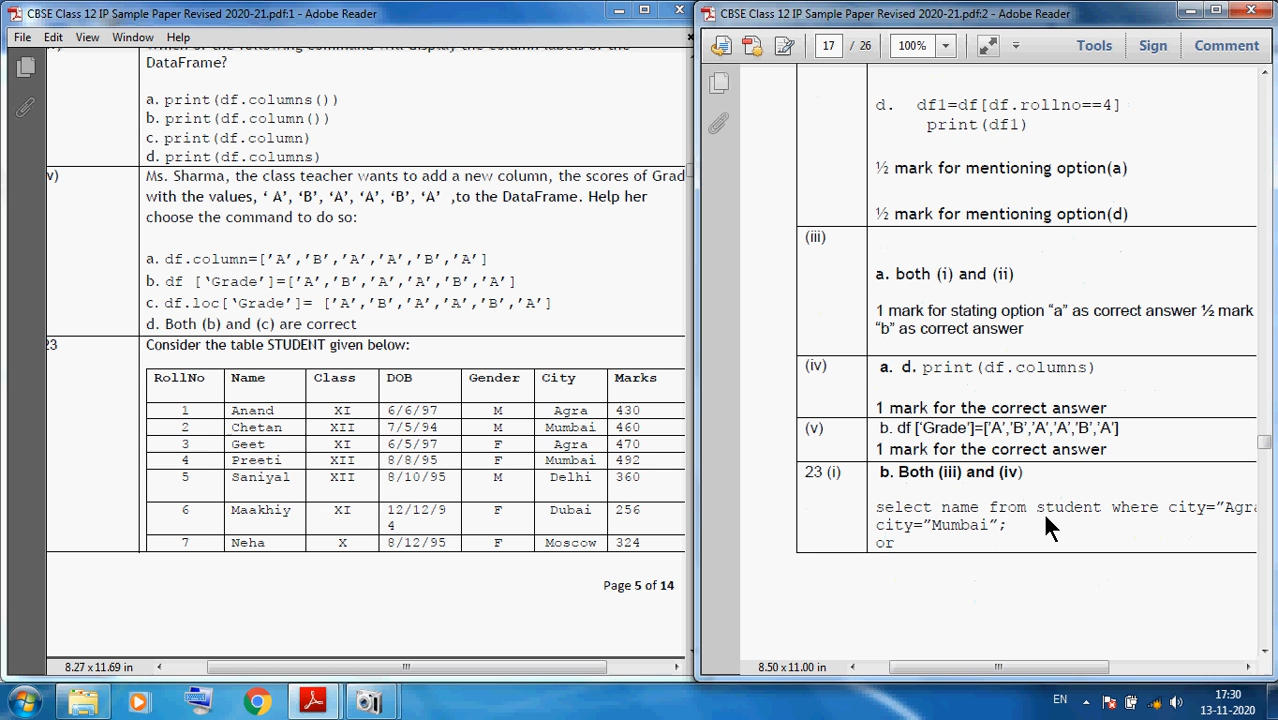 CBSE Class 12 IP Sample Paper Revised 2020-21.pdf:1 - Adobe Reader
File Edit View Window Help
DataFrame?
a. print(df.columns())
b. print(df.column())
c. print(df.column)
d. print(df.columns)
v) Ms. Sharma, the class teacher wants to add a new column, the scores of Grad
with the values, ‘ A’, ‘B’, ‘A’, ‘A’, ‘B’, ‘A’ ,to the DataFrame. Help her
choose the command to do so:
a. df.column=[’A’,’B’,’A’,’A’,’B’,’A’]
b. df [‘Grade’]=[’A’,’B’,’A’,’A’,’B’,’A’]
c. df.loc[‘Grade’]= [’A’,’B’,’A’,’A’,’B’,’A’]
d. Both (b) and (c) are correct
23 Consider the table STUDENT given below:
RollNo Name Class DOB Gender City Marks
1 Anand XI 6/6/97 M Agra 430
2 Chetan XII 7/5/94 M Mumbai 460
3 Geet XI 6/5/97 F Agra 470
4 Preeti XII 8/8/95 F Mumbai 492
5 Saniyal XII 8/10/95 M Delhi 360
6 Maakhiy XI 12/12/9 F Dubai 256
4
7 Neha X 8/12/95 F Moscow 324
Page 5 of 14
8.27 x 11.69 in
CBSE Class 12 IP Sample Paper Revised 2020-21.pdf:2 - Adobe Reader
17 / 26 100% Tools Sign Comment
d. df1=df[df.rollno==4]
print(df1)
½ mark for mentioning option(a)
½ mark for mentioning option(d)
(iii)
a. both (i) and (ii)
1 mark for stating option “a” as correct answer ½ mark
“b” as correct answer
(iv) a. d. print(df.columns)
1 mark for the correct answer
(v) b. df [‘Grade’]=[’A’,’B’,’A’,’A’,’B’,’A’]
1 mark for the correct answer
23 (i) b. Both (iii) and (iv)
select name from student where city=”Agra
city=”Mumbai”;
or
8.50 x 11.00 in
EN
17:30
13-11-2020